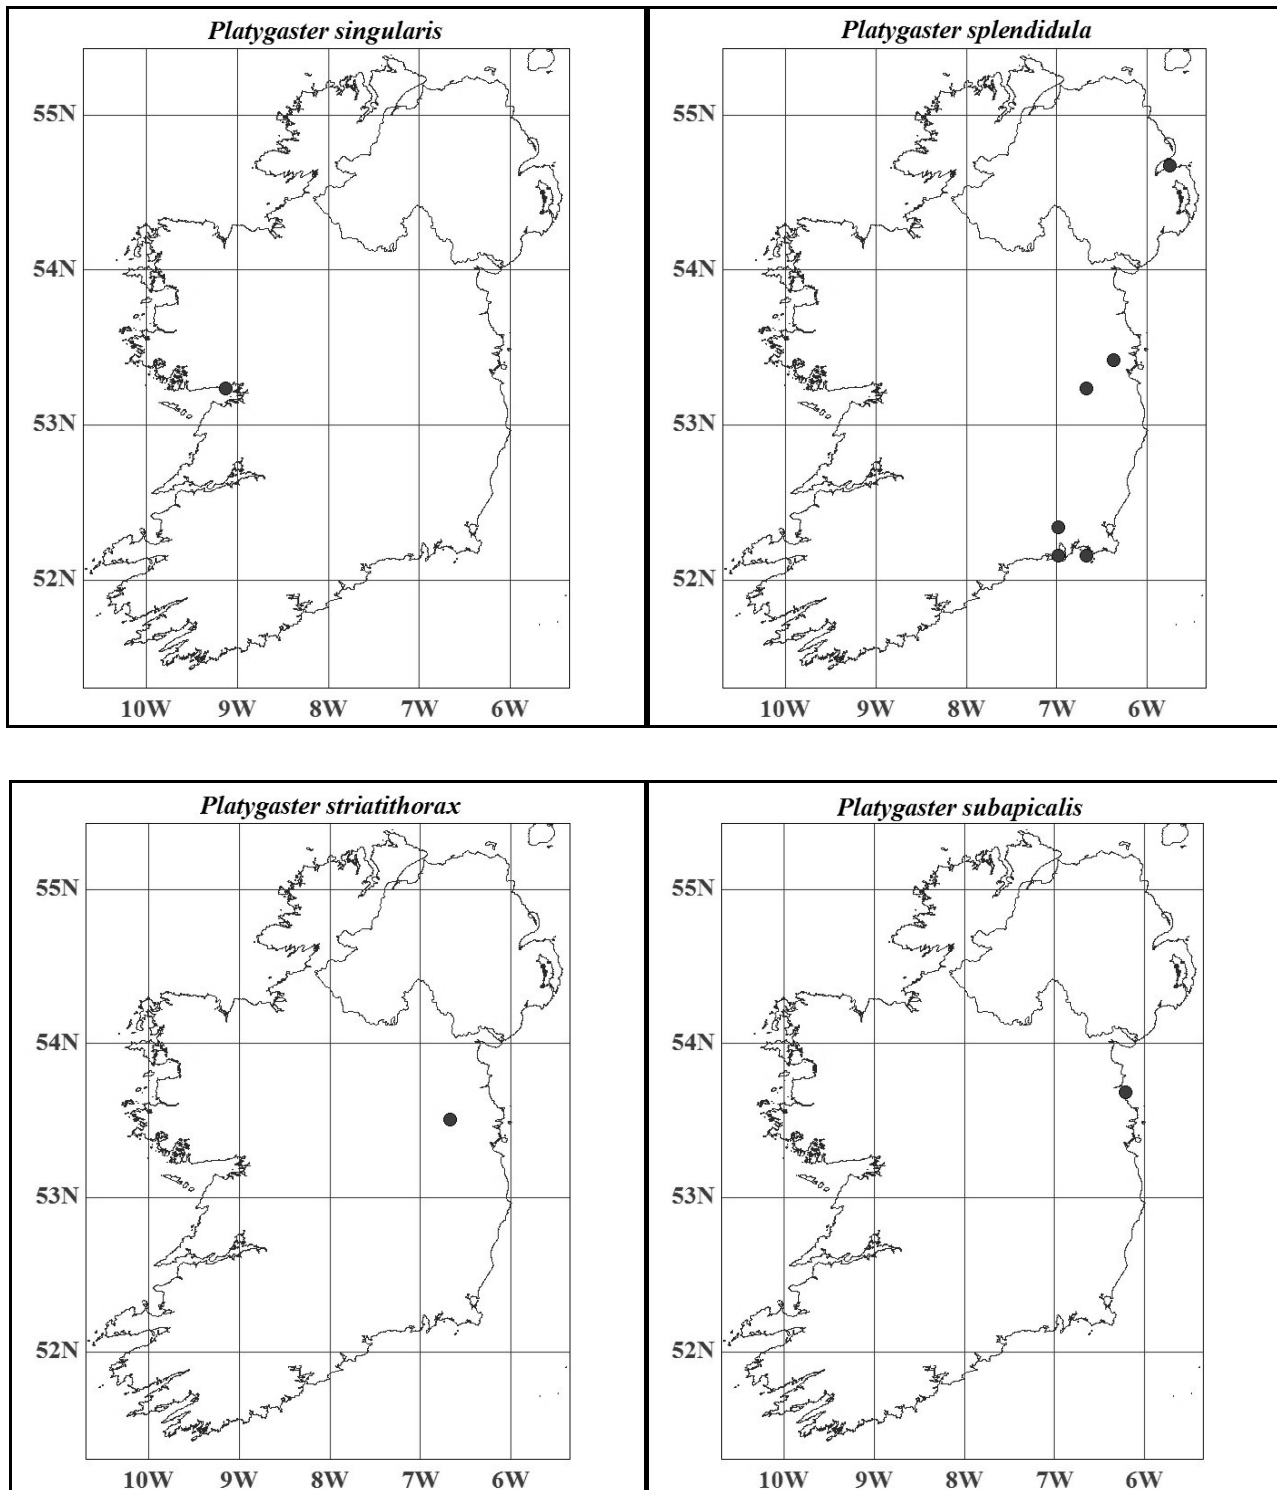 Platygaster singularis
55N
54N
53N
52N
10W 9W 8W 7W 6W
Platygaster splendidula
55N
54N
53N
52N
10W 9W 8W 7W 6W
Platygaster striatithorax
55N
54N
53N
52N
10W 9W 8W 7W 6W
Platygaster subapicalis
55N
54N
53N
52N
10W 9W 8W 7W 6W